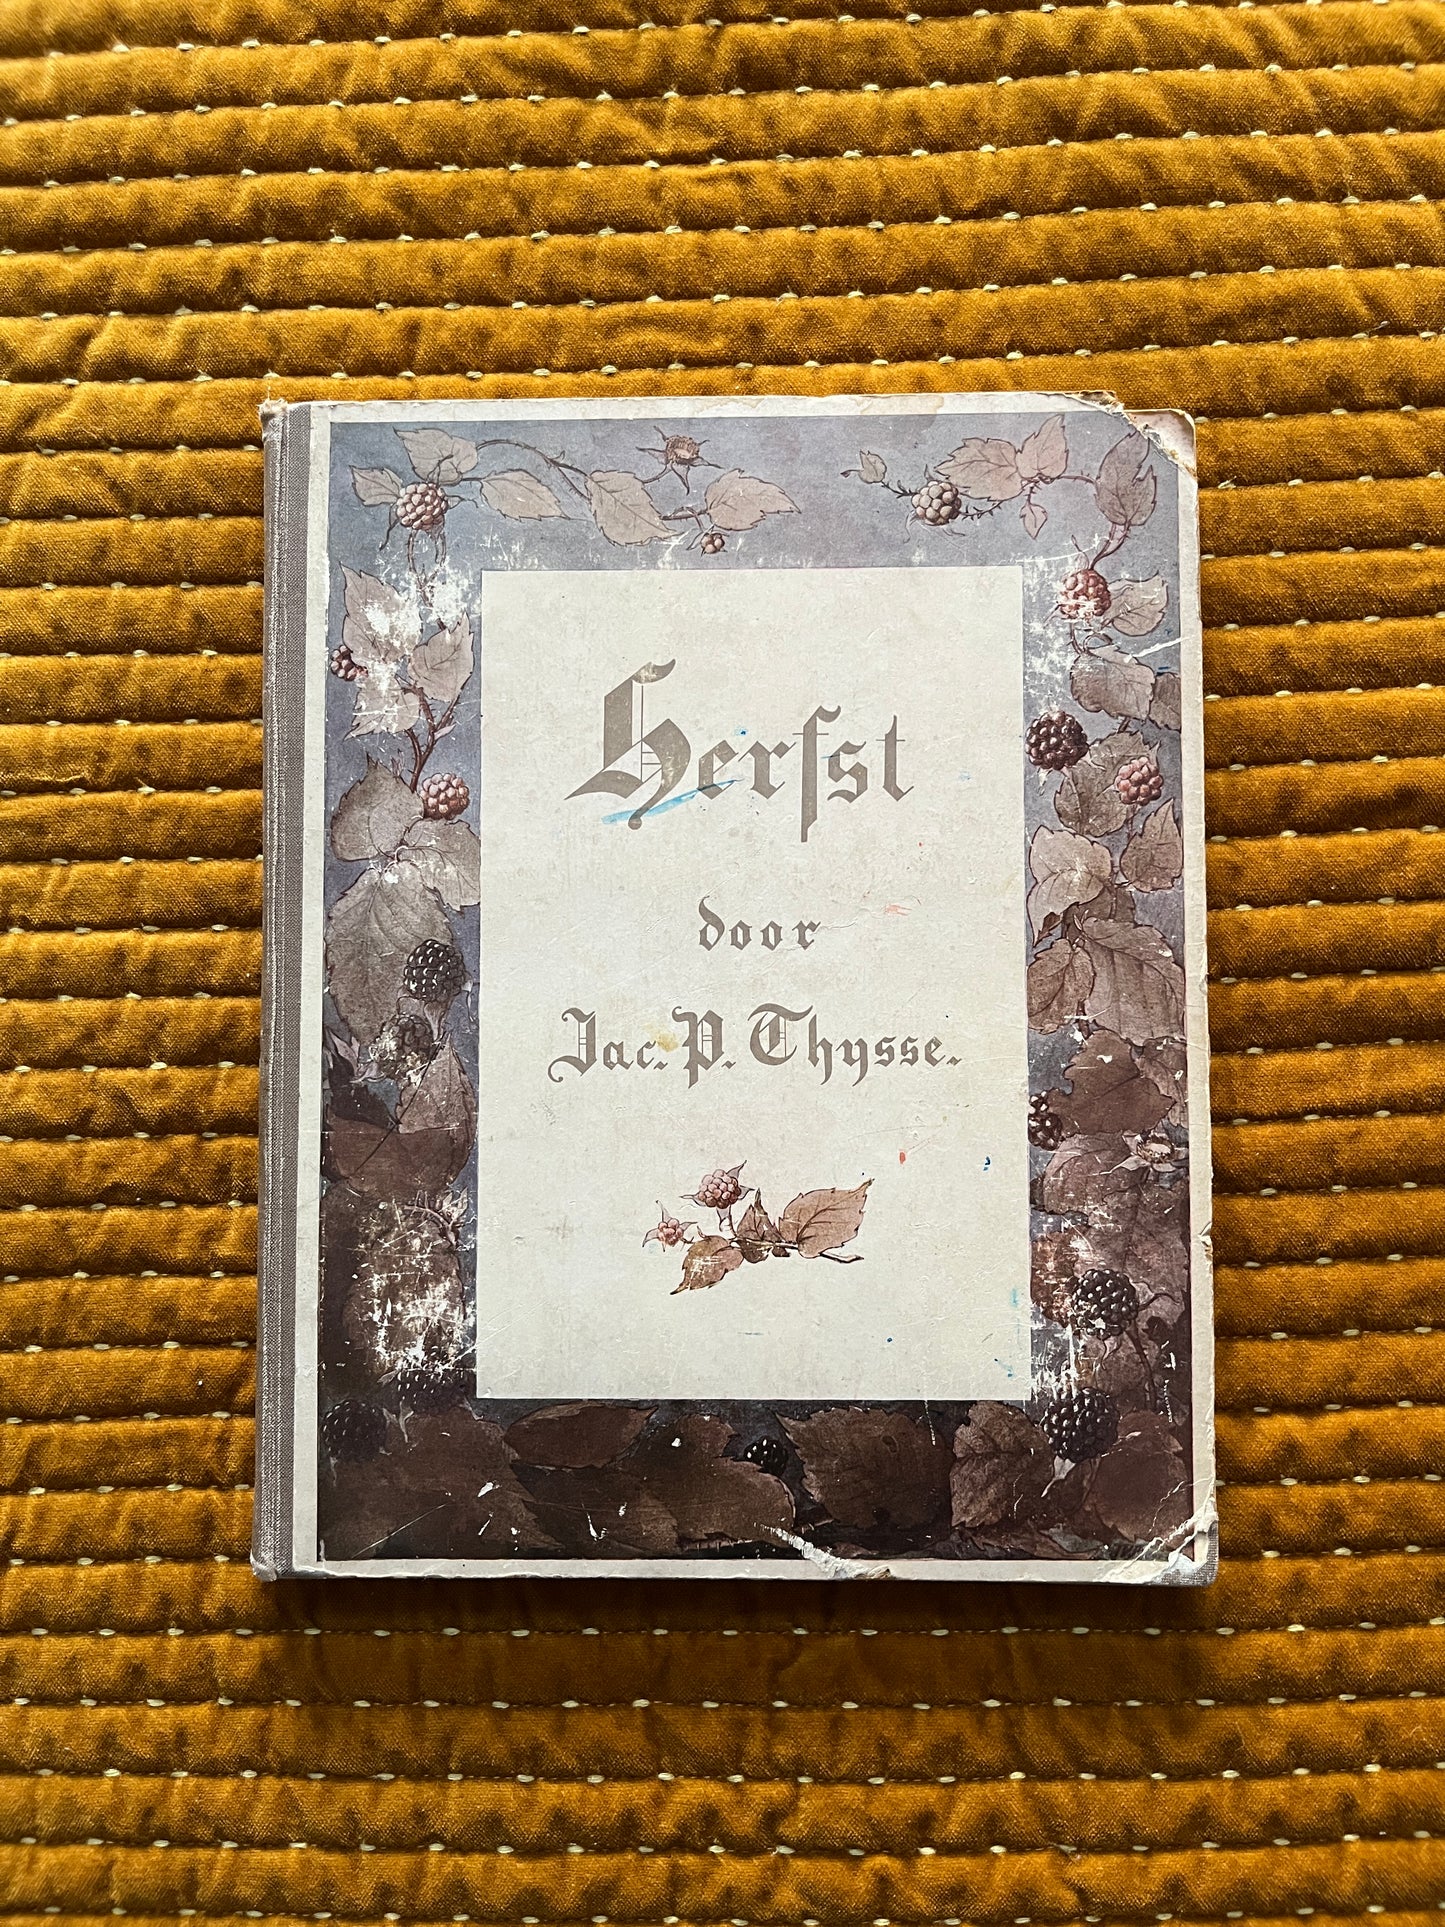 Herfst
door
Jac. P. Thysse.